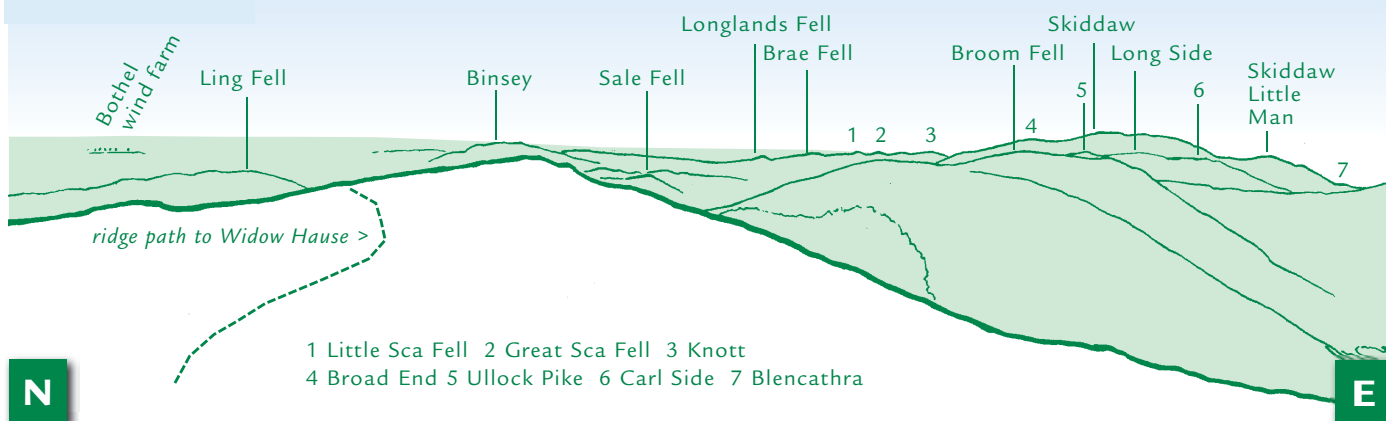 Longlands Fell
Skiddaw
Bothel
wind farm
Ling Fell
Binsey
Sale Fell
Brae Fell
Broom Fell
Long Side
Skiddaw
Little
Man
5
6
1
2
3
4
7
ridge path to Widow Hause >
1 Little Sca Fell 2 Great Sca Fell 3 Knott
4 Broad End 5 Ullock Pike 6 Carl Side 7 Blencathra
N
E